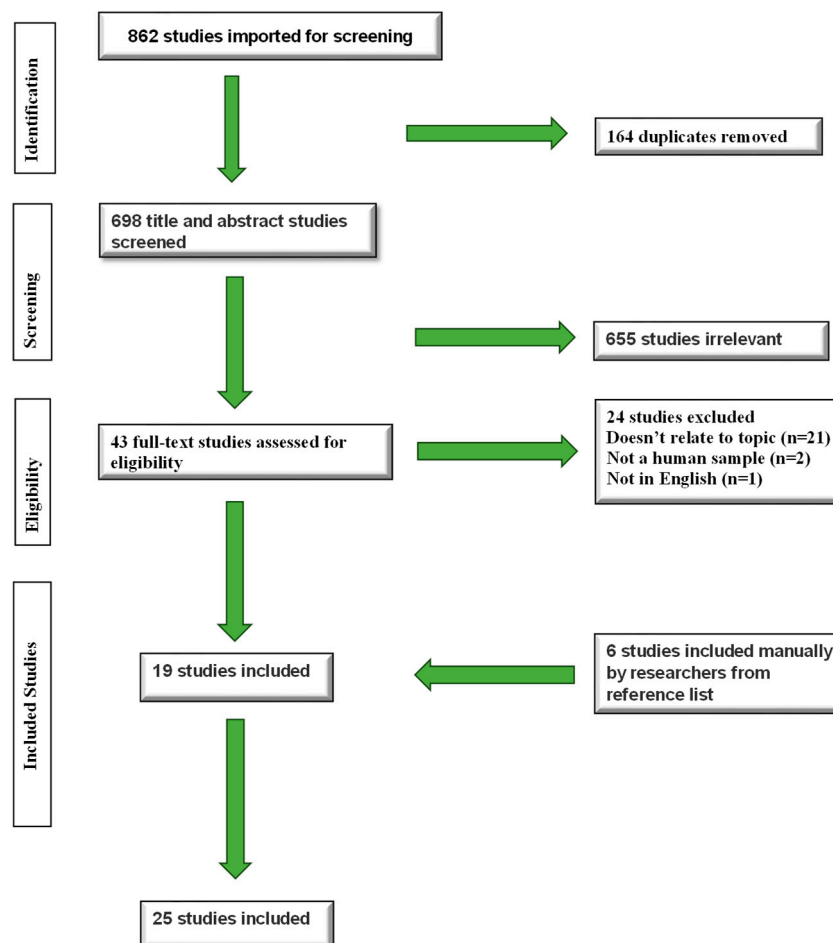 862 studies imported for screening
Identification
164 duplicates removed
698 title and abstract studies
screened
Screening
655 studies irrelevant
43 full-text studies assessed for
eligibility
Eligibility
24 studies excluded
Doesn't relate to topic (n=21)
Not a human sample (n=2)
Not in English (n=1)
Included Studies
19 studies included
6 studies included manually
by researchers from
reference list
25 studies included